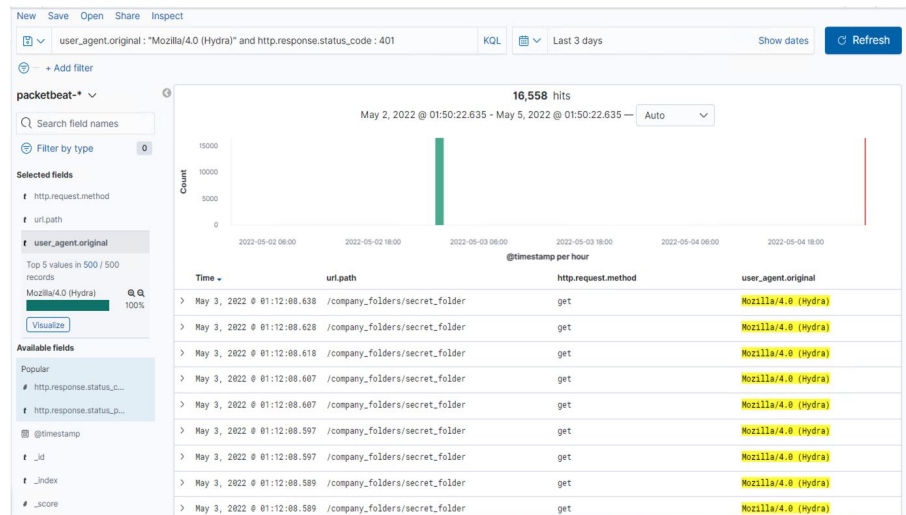 New Save Open Share Inspect
user_agent.original : "Mozilla/4.0 (Hydra)" and http.response.status_code : 401 KQL Last 3 days Show dates Refresh
+ Add filter
packetbeat-*
Search field names
Filter by type 0
Selected fields
t http.request.method
t url.path
t user_agent.original
Top 5 values in 500 / 500
records
Mozilla/4.0 (Hydra)
100%
Visualize
Available fields
Popular
# http.response.status_c...
t http.response.status_p...
@timestamp
t _id
t _index
# _score
16,558 hits
May 2, 2022 @ 01:50:22.635 - May 5, 2022 @ 01:50:22.635 — Auto
Count
15000
10000
5000
0
2022-05-02 06:00 2022-05-02 18:00 2022-05-03 06:00 2022-05-03 18:00 2022-05-04 06:00 2022-05-04 18:00
@timestamp per hour
Time url.path http.request.method user_agent.original
May 3, 2022 @ 01:12:08.638 /company_folders/secret_folder get Mozilla/4.0 (Hydra)
May 3, 2022 @ 01:12:08.628 /company_folders/secret_folder get Mozilla/4.0 (Hydra)
May 3, 2022 @ 01:12:08.618 /company_folders/secret_folder get Mozilla/4.0 (Hydra)
May 3, 2022 @ 01:12:08.607 /company_folders/secret_folder get Mozilla/4.0 (Hydra)
May 3, 2022 @ 01:12:08.607 /company_folders/secret_folder get Mozilla/4.0 (Hydra)
May 3, 2022 @ 01:12:08.597 /company_folders/secret_folder get Mozilla/4.0 (Hydra)
May 3, 2022 @ 01:12:08.597 /company_folders/secret_folder get Mozilla/4.0 (Hydra)
May 3, 2022 @ 01:12:08.589 /company_folders/secret_folder get Mozilla/4.0 (Hydra)
May 3, 2022 @ 01:12:08.589 /company_folders/secret_folder get Mozilla/4.0 (Hydra)